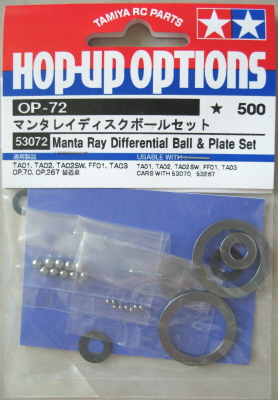 TAMIYA RC PARTS
TAMIYA
HOP-UP OPTIONS
OP-72
★ 500
マンタレイディスクボールセット
53072 Manta Ray Differential Ball & Plate Set
適用製品
TA01, TA02, TA02SW, FF01, TA03
OP.70, OP.267 装着車
USABLE WITH
TA01, TA02, TA02SW, FF01, TA03
CARS WITH 53070, 53267